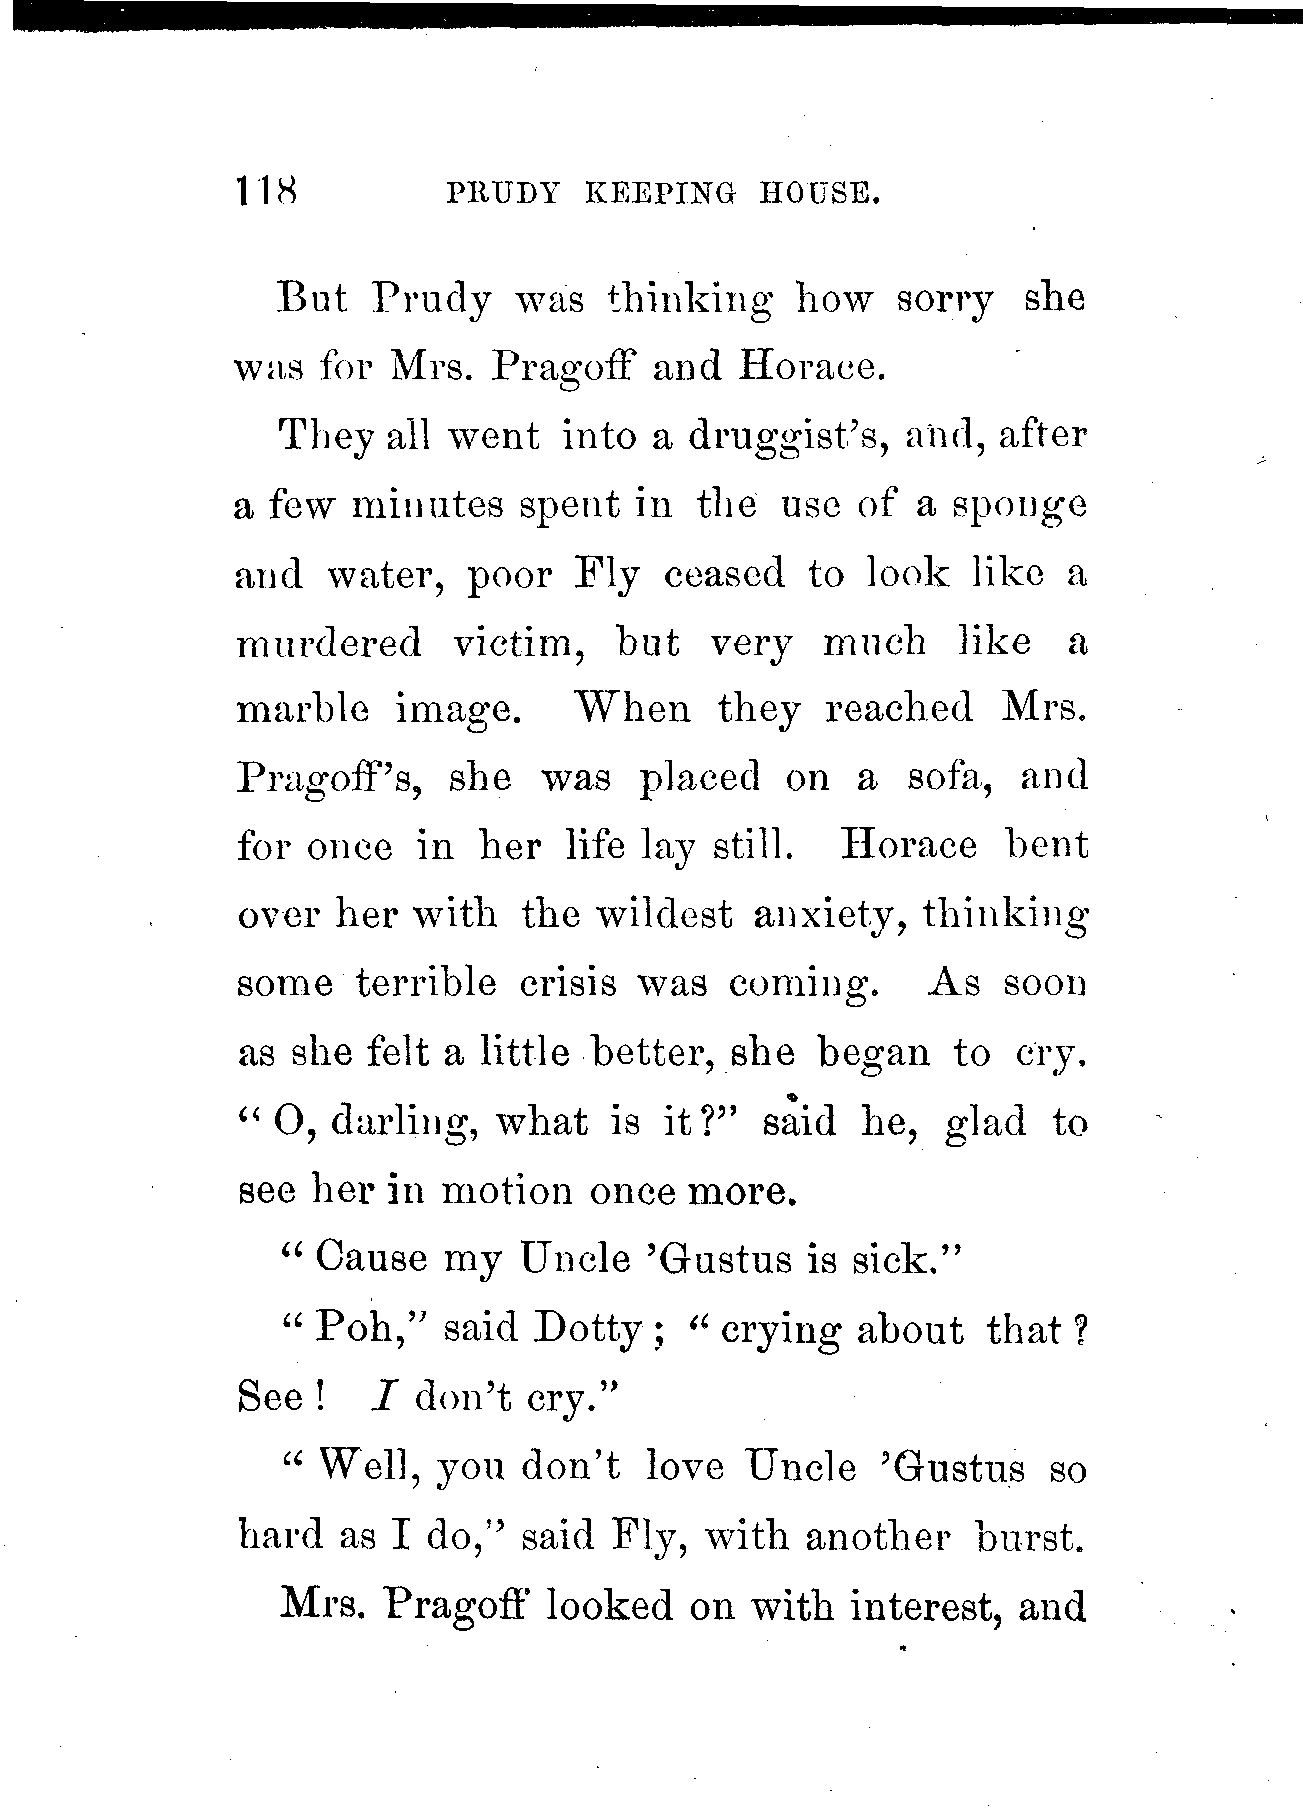 118 PRUDY KEEPING HOUSE.
But Prudy was thinking how sorry she
was for Mrs. Pragoff and Horace.
They all went into a druggist's, and, after
a few minutes spent in the use of a sponge
and water, poor Fly ceased to look like a
murdered victim, but very much like a
marble image. When they reached Mrs.
Pragoff's, she was placed on a sofa, and
for once in her life lay still. Horace bent
over her with the wildest anxiety, thinking
some terrible crisis was coming. As soon
as she felt a little better, she began to cry.
"O, darling, what is it?" said he, glad to
see her in motion once more.
"Cause my Uncle 'Gustus is sick."
"Poh," said Dotty; "crying about that?
See! I don't cry."
"Well, you don't love Uncle 'Gustus so
hard as I do," said Fly, with another burst.
Mrs. Pragoff looked on with interest, and